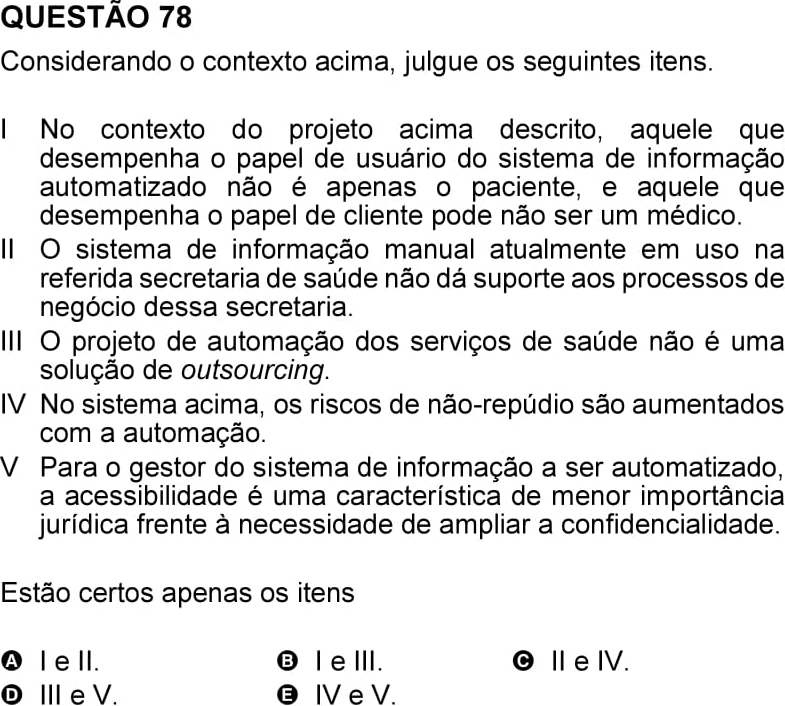 QUESTÃO 78
Considerando o contexto acima, julgue os seguintes itens.
I No contexto do projeto acima descrito, aquele que
desempenha o papel de usuário do sistema de informação
automatizado não é apenas o paciente, e aquele que
desempenha o papel de cliente pode não ser um médico.
II O sistema de informação manual atualmente em uso na
referida secretaria de saúde não dá suporte aos processos de
negócio dessa secretaria.
III O projeto de automação dos serviços de saúde não é uma
solução de outsourcing.
IV No sistema acima, os riscos de não-repúdio são aumentados
com a automação.
V Para o gestor do sistema de informação a ser automatizado,
a acessibilidade é uma característica de menor importância
jurídica frente à necessidade de ampliar a confidencialidade.
Estão certos apenas os itens
A I e II. B I e III. C II e IV.
D III e V. E IV e V.